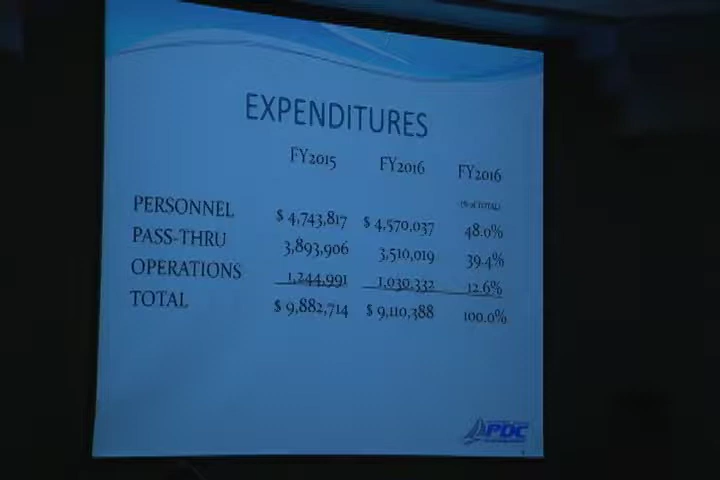 EXPENDITURES
FY2015 FY2016 FY2016
(% of TOTAL)
PERSONNEL $ 4,743,817 $ 4,570,037 48.0%
PASS-THRU 3,893,906 3,510,019 39.4%
OPERATIONS 1,244,991 1,030,332 12.6%
TOTAL $ 9,882,714 $ 9,110,388 100.0%
PDC